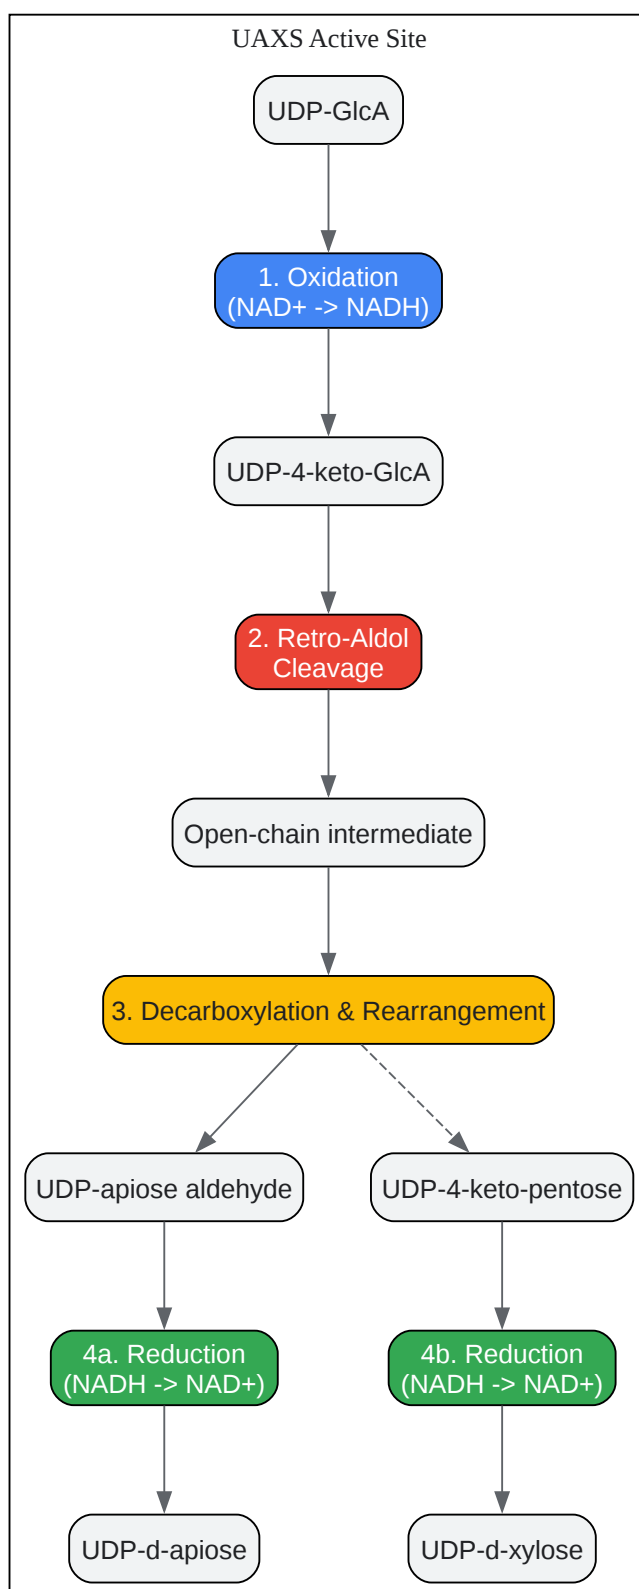 UAXS Active Site
UDP-GlcA
1. Oxidation
(NAD+ -> NADH)
UDP-4-keto-GlcA
2. Retro-Aldol
Cleavage
Open-chain intermediate
3. Decarboxylation & Rearrangement
UDP-apiose aldehyde
UDP-4-keto-pentose
4a. Reduction
(NADH -> NAD+)
4b. Reduction
(NADH -> NAD+)
UDP-d-apiose
UDP-d-xylose